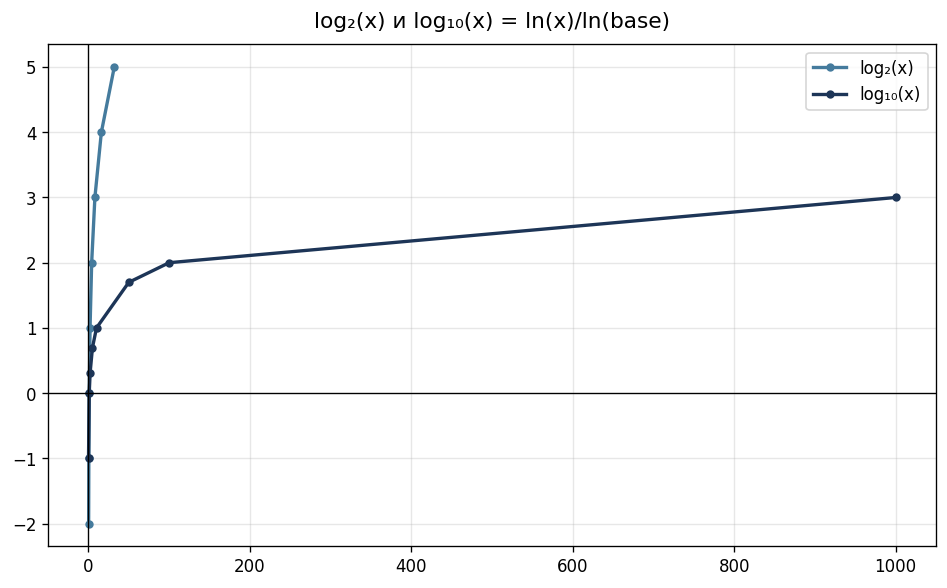 log₂(x) и log₁₀(x) = ln(x)/ln(base)
log₂(x)
log₁₀(x)
5
4
3
2
1
0
−1
−2
0 200 400 600 800 1000